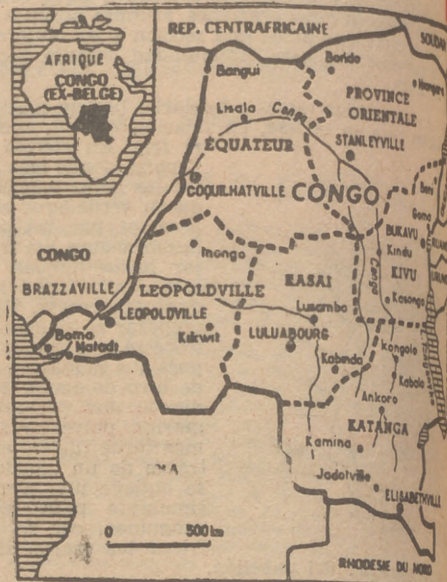 REP. CENTRAFRICAINE
AFRIQUE
CONGO
(EX-BELGE)
Bangui
Bondo
PROVINCE
ORIENTALE
Lisala
Congo
STANLEYVILLE
ÉQUATEUR
COQUILHATVILLE
CONGO
Beni
Goma
BUKAVU
Kindu
KIVU
Inongo
CONGO
BRAZZAVILLE
KASAI
Congo
LEOPOLDVILLE
LEOPOLDVILLE
Kasongo
Lusambo
Boma
Matadi
Kikwit
LULUABOURG
Kabinda
Kongolo
Kabalo
Ankoro
KATANGA
Kamina
Jadotville
ELISABETHVILLE
0 500 km
RHODESIE DU NORD